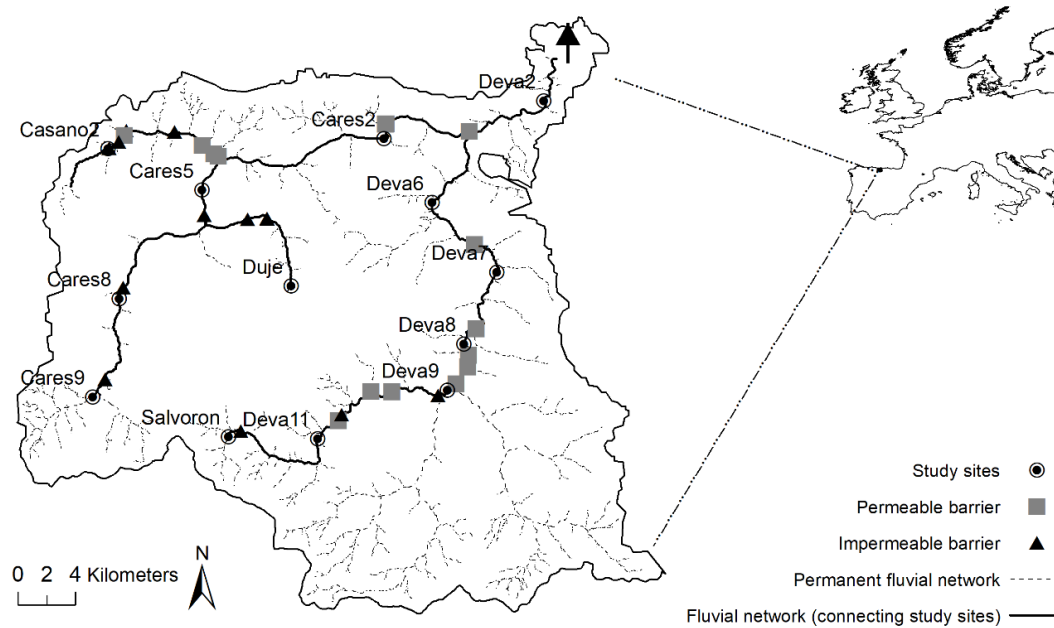 Deva2
Cares2
Casano2
Cares5
Deva6
Deva7
Duje
Cares8
Deva8
Deva9
Cares9
Salvoron
Deva11
N
0 2 4 Kilometers
Study sites
Permeable barrier
Impermeable barrier
Permanent fluvial network
Fluvial network (connecting study sites)